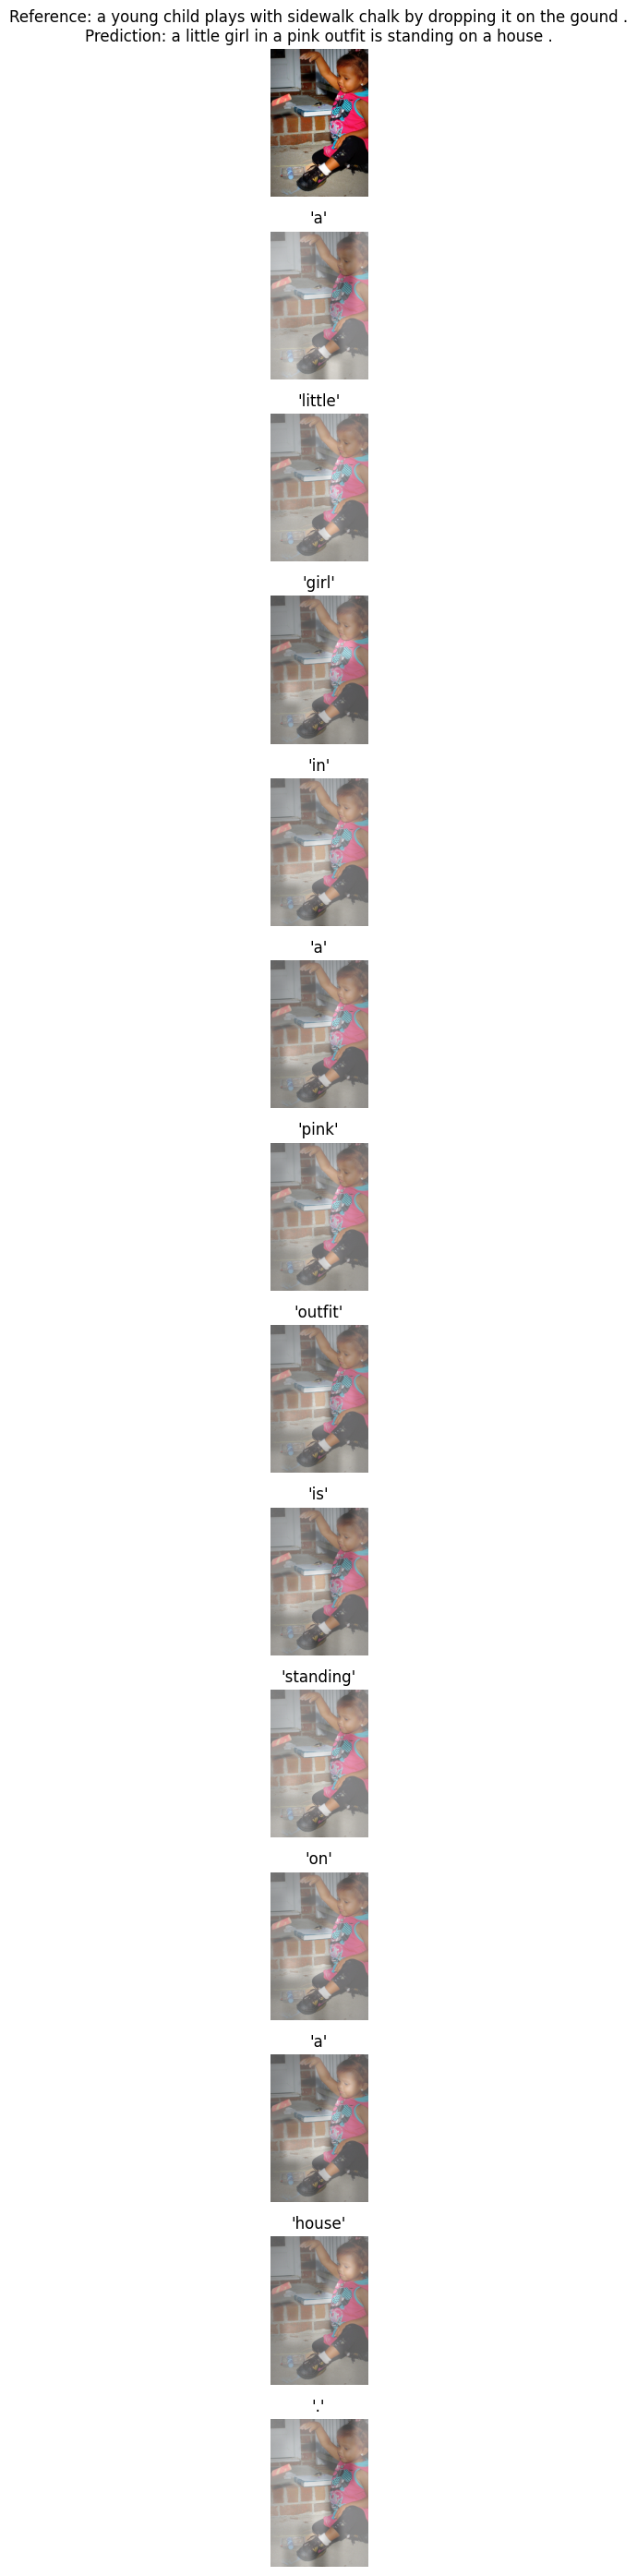 Reference: a young child plays with sidewalk chalk by dropping it on the gound .
Prediction: a little girl in a pink outfit is standing on a house .
'a'
'little'
'girl'
'in'
'a'
'pink'
'outfit'
'is'
'standing'
'on'
'a'
'house'
'.'